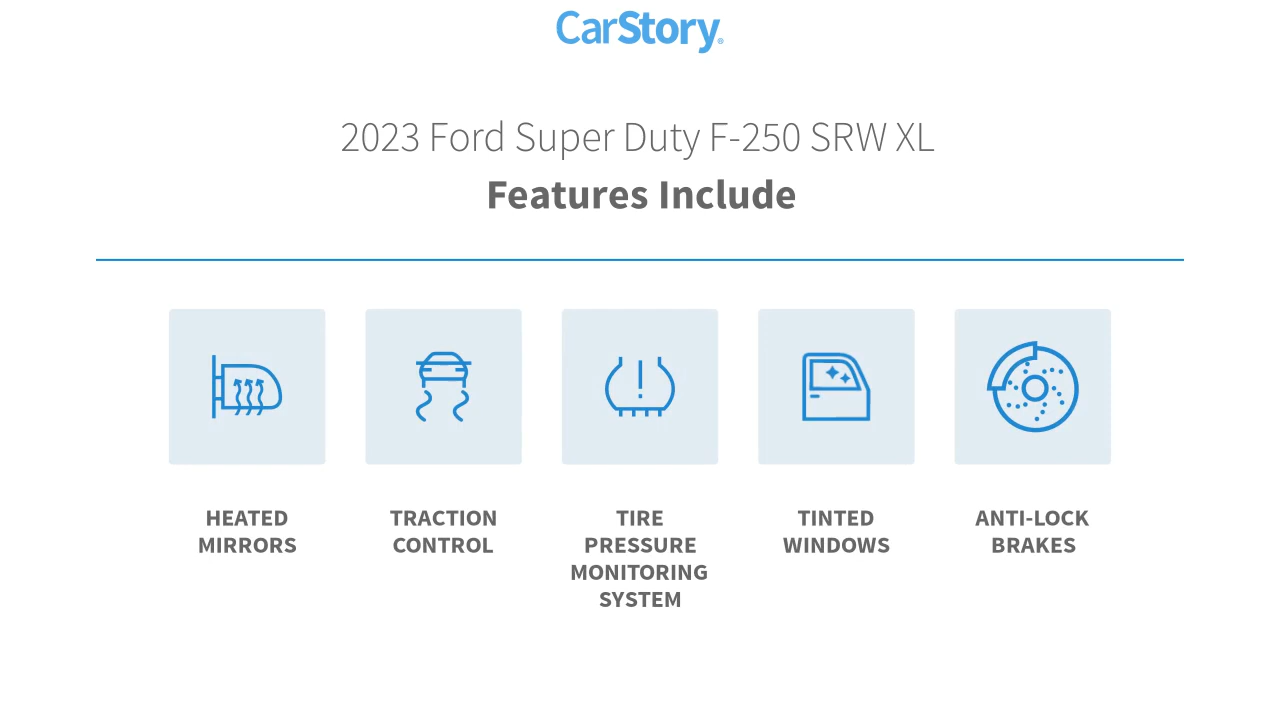 CarStory®
2023 Ford Super Duty F-250 SRW XL
Features Include
HEATED
MIRRORS
TRACTION
CONTROL
TIRE
PRESSURE
MONITORING
SYSTEM
TINTED
WINDOWS
ANTI-LOCK
BRAKES